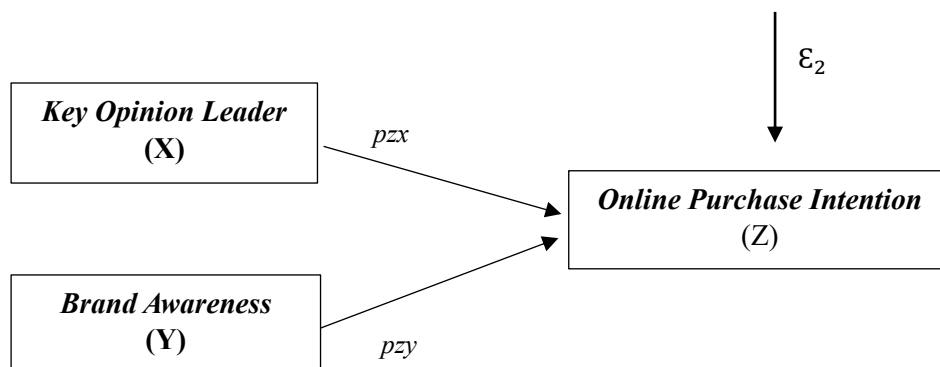 ε₂
Key Opinion Leader
(X)
pzx
Online Purchase Intention
(Z)
Brand Awareness
(Y)
pzy